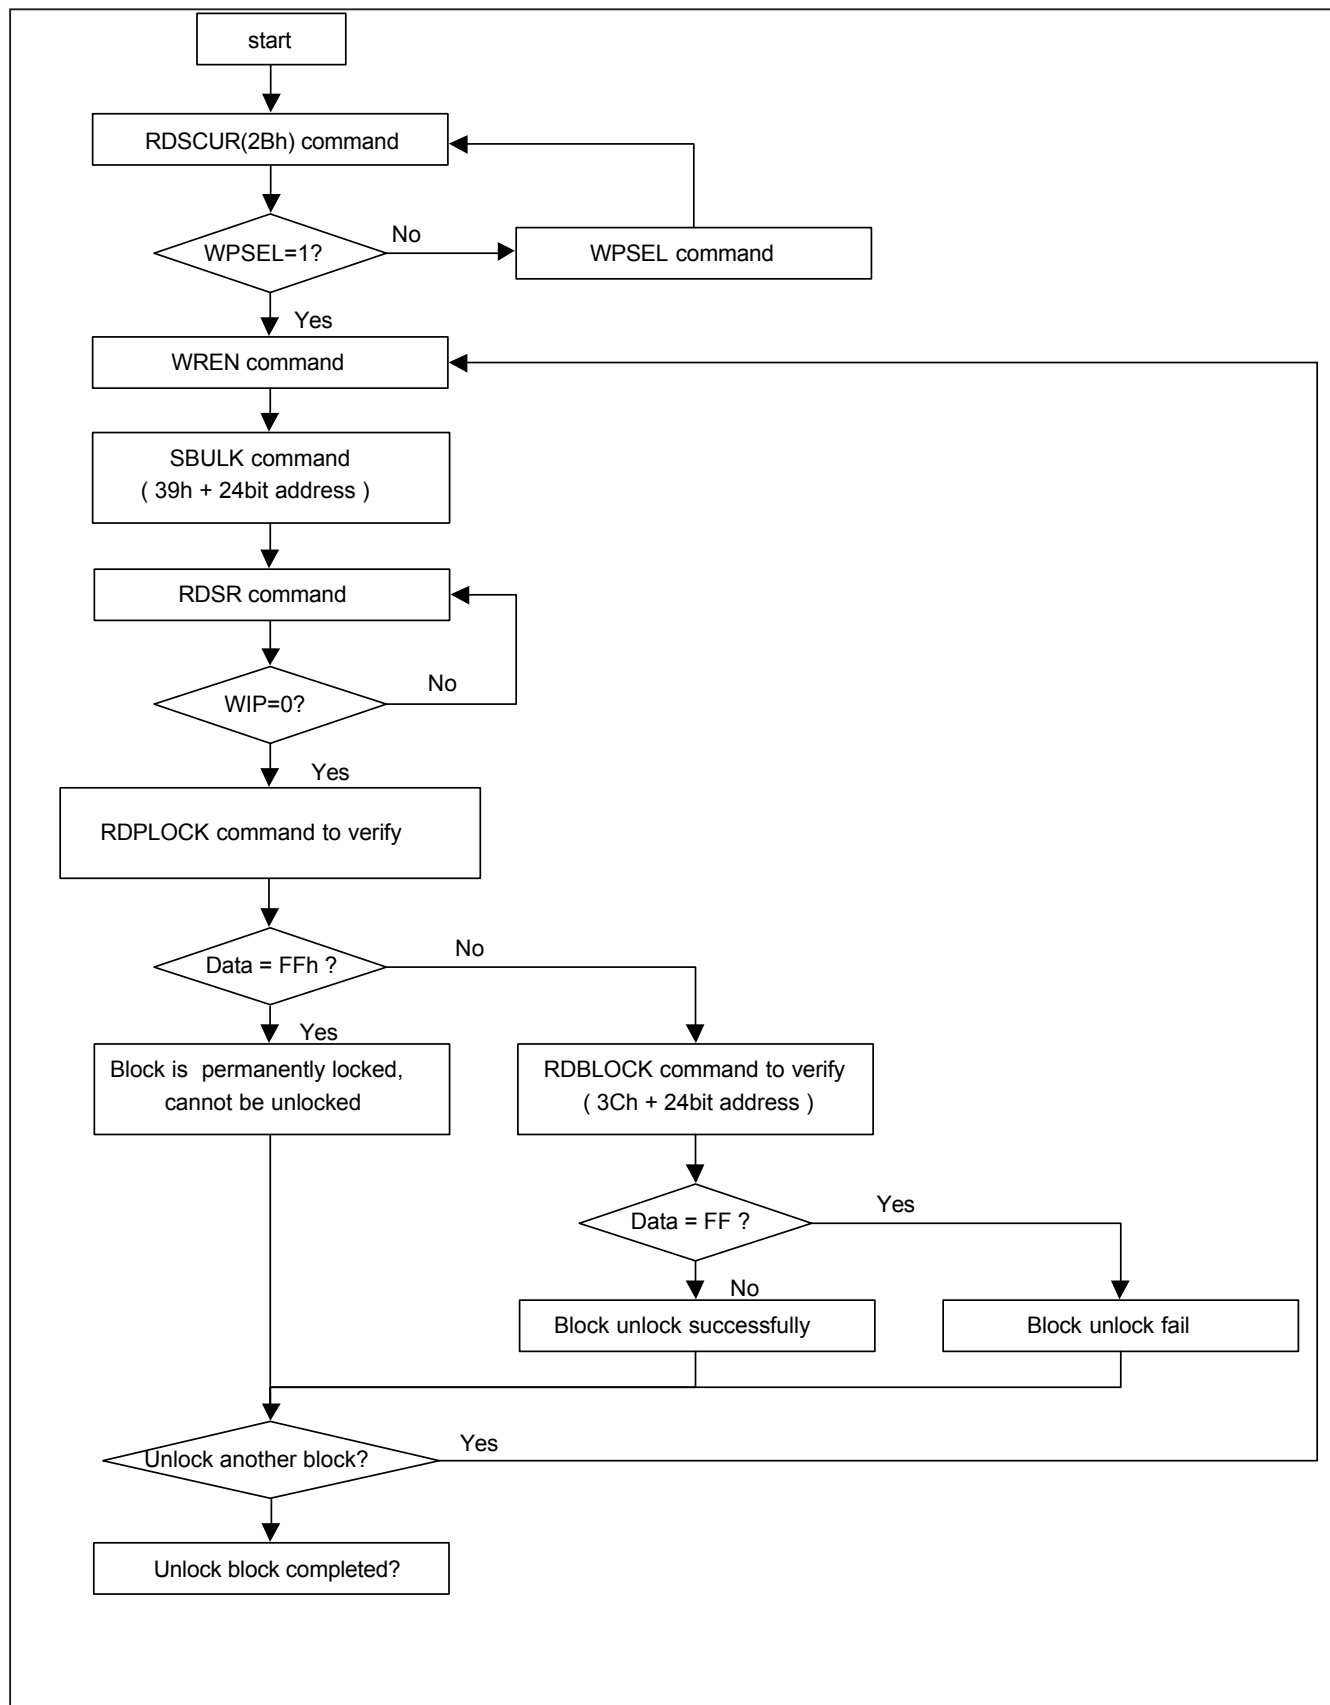 start
RDSCUR(2Bh) command
WPSEL=1?
No
WPSEL command
Yes
WREN command
SBULK command
( 39h + 24bit address )
RDSR command
WIP=0?
No
Yes
RDPLOCK command to verify
Data = FFh ?
No
Yes
Block is permanently locked,
cannot be unlocked
RDBLOCK command to verify
( 3Ch + 24bit address )
Data = FF ?
Yes
No
Block unlock successfully
Block unlock fail
Unlock another block?
Yes
Unlock block completed?